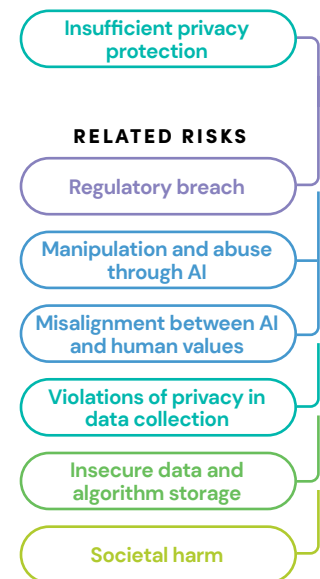 Insufficient privacy
protection
RELATED RISKS
Regulatory breach
Manipulation and abuse
through AI
Misalignment between AI
and human values
Violations of privacy in
data collection
Insecure data and
algorithm storage
Societal harm